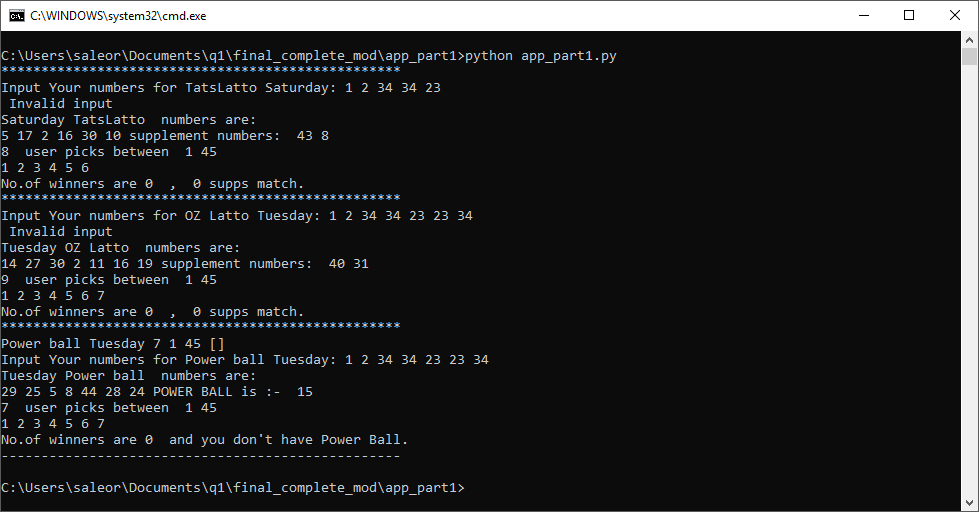 C:\WINDOWS\system32\cmd.exe
C:\Users\saleor\Documents\q1\final_complete_mod\app_part1>python app_part1.py
**************************************************
Input Your numbers for TatsLatto Saturday: 1 2 34 34 23
Invalid input
Saturday TatsLatto  numbers are:
5 17 2 16 30 10 supplement numbers:  43 8
8  user picks between  1 45
1 2 3 4 5 6
No.of winners are 0  ,  0 supps match.
**************************************************
Input Your numbers for OZ Latto Tuesday: 1 2 34 34 23 23 34
Invalid input
Tuesday OZ Latto  numbers are:
14 27 30 2 11 16 19 supplement numbers:  40 31
9  user picks between  1 45
1 2 3 4 5 6 7
No.of winners are 0  ,  0 supps match.
**************************************************
Power ball Tuesday 7 1 45 []
Input Your numbers for Power ball Tuesday: 1 2 34 34 23 23 34
Tuesday Power ball  numbers are:
29 25 5 8 44 28 24 POWER BALL is :-  15
7  user picks between  1 45
1 2 3 4 5 6 7
No.of winners are 0  and you don't have Power Ball.
--------------------------------------------------
C:\Users\saleor\Documents\q1\final_complete_mod\app_part1>